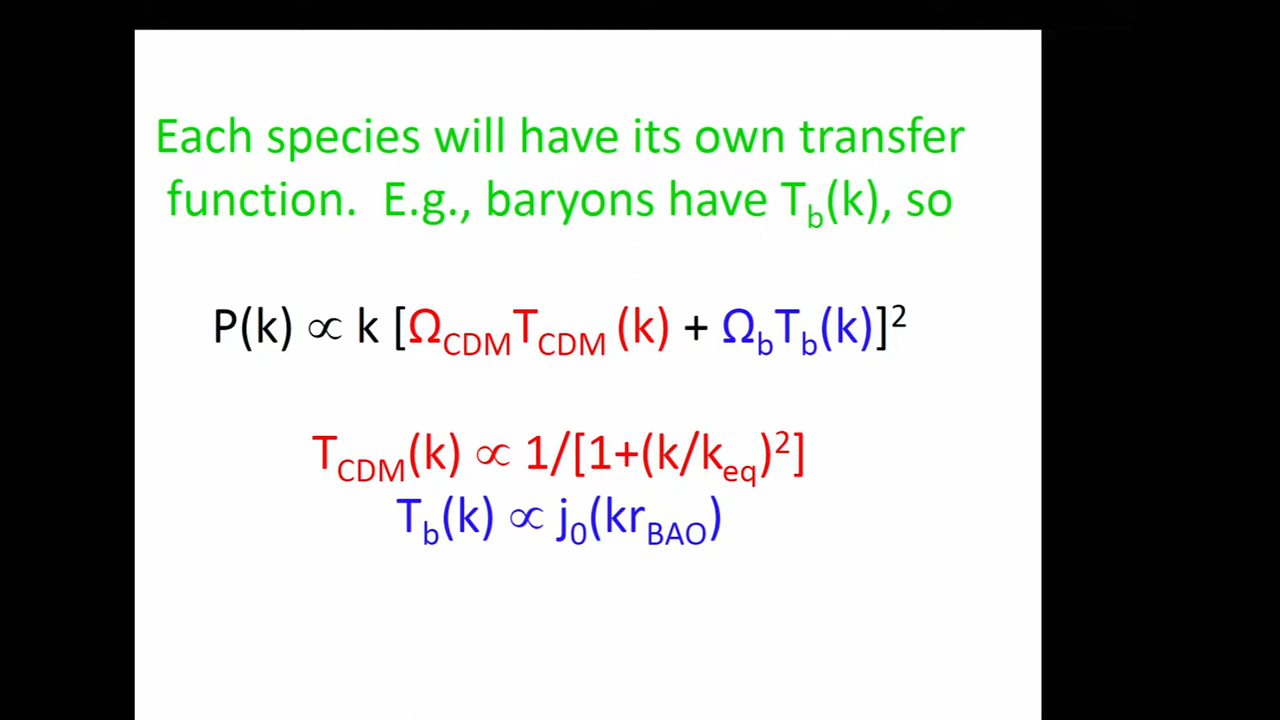 Each species will have its own transfer
function. E.g., baryons have T_b(k), so
P(k) ∝ k [Ω_CDM T_CDM (k) + Ω_b T_b(k)]²
T_CDM(k) ∝ 1/[1+(k/k_eq)²]
T_b(k) ∝ j₀(kr_BAO)